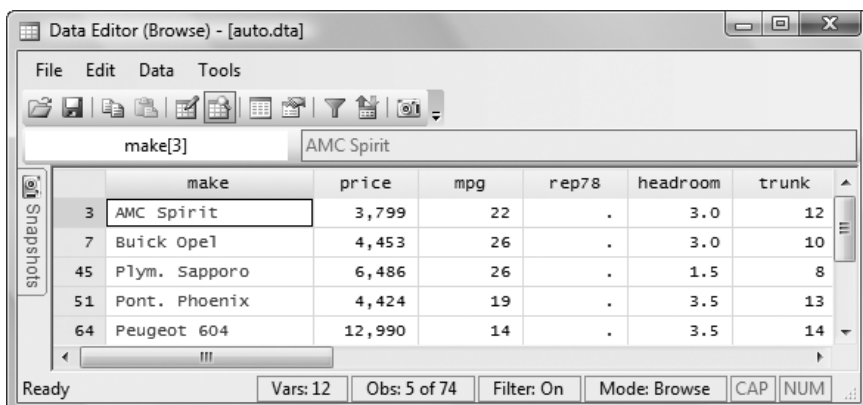 Data Editor (Browse) - [auto.dta]
File Edit Data Tools
make[3] AMC Spirit
Snapshots
make price mpg rep78 headroom trunk
3 AMC Spirit 3,799 22 . 3.0 12
7 Buick Opel 4,453 26 . 3.0 10
45 Plym. Sapporo 6,486 26 . 1.5 8
51 Pont. Phoenix 4,424 19 . 3.5 13
64 Peugeot 604 12,990 14 . 3.5 14
Ready Vars: 12 Obs: 5 of 74 Filter: On Mode: Browse CAP NUM